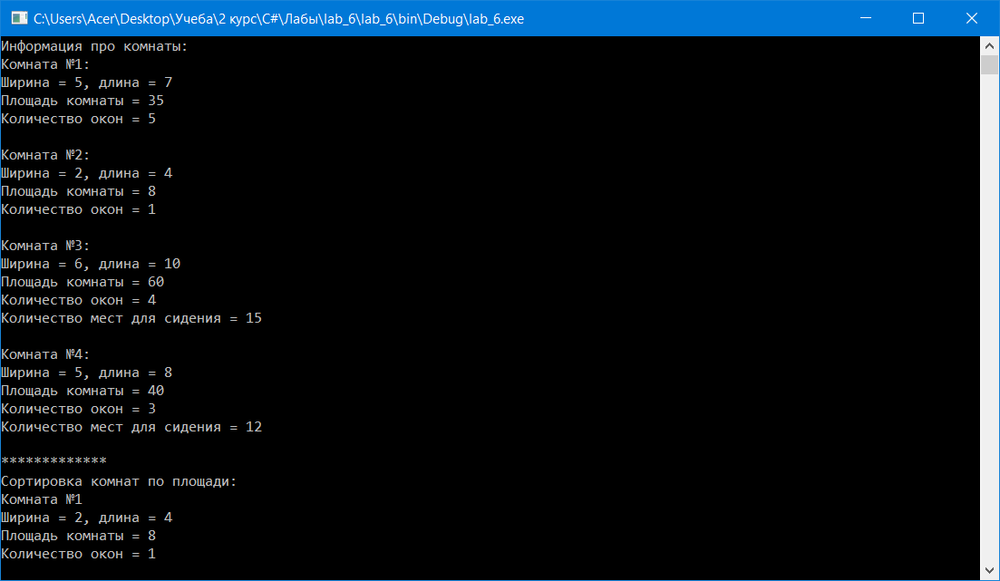 C:\Users\Acer\Desktop\Учеба\2 курс\C#\Лабы\lab_6\lab_6\bin\Debug\lab_6.exe
Информация про комнаты:
Комната №1:
Ширина = 5, длина = 7
Площадь комнаты = 35
Количество окон = 5
Комната №2:
Ширина = 2, длина = 4
Площадь комнаты = 8
Количество окон = 1
Комната №3:
Ширина = 6, длина = 10
Площадь комнаты = 60
Количество окон = 4
Количество мест для сидения = 15
Комната №4:
Ширина = 5, длина = 8
Площадь комнаты = 40
Количество окон = 3
Количество мест для сидения = 12
*************
Сортировка комнат по площади:
Комната №1
Ширина = 2, длина = 4
Площадь комнаты = 8
Количество окон = 1